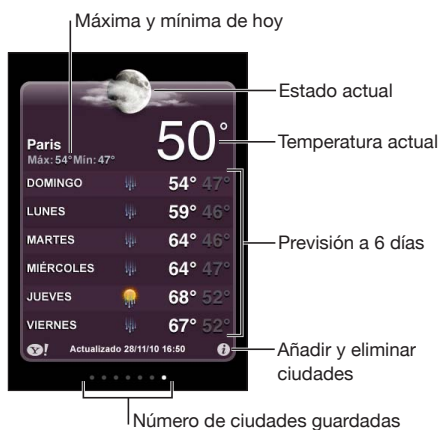 Máxima y mínima de hoy
Estado actual
50°
Temperatura actual
Paris
Máx: 54° Mín: 47°
DOMINGO 54° 47°
LUNES 59° 46°
MARTES 64° 46°
Previsión a 6 días
MIÉRCOLES 64° 47°
JUEVES 68° 52°
VIERNES 67° 52°
Y! Actualizado 28/11/10 16:50 i
Añadir y eliminar
ciudades
Número de ciudades guardadas